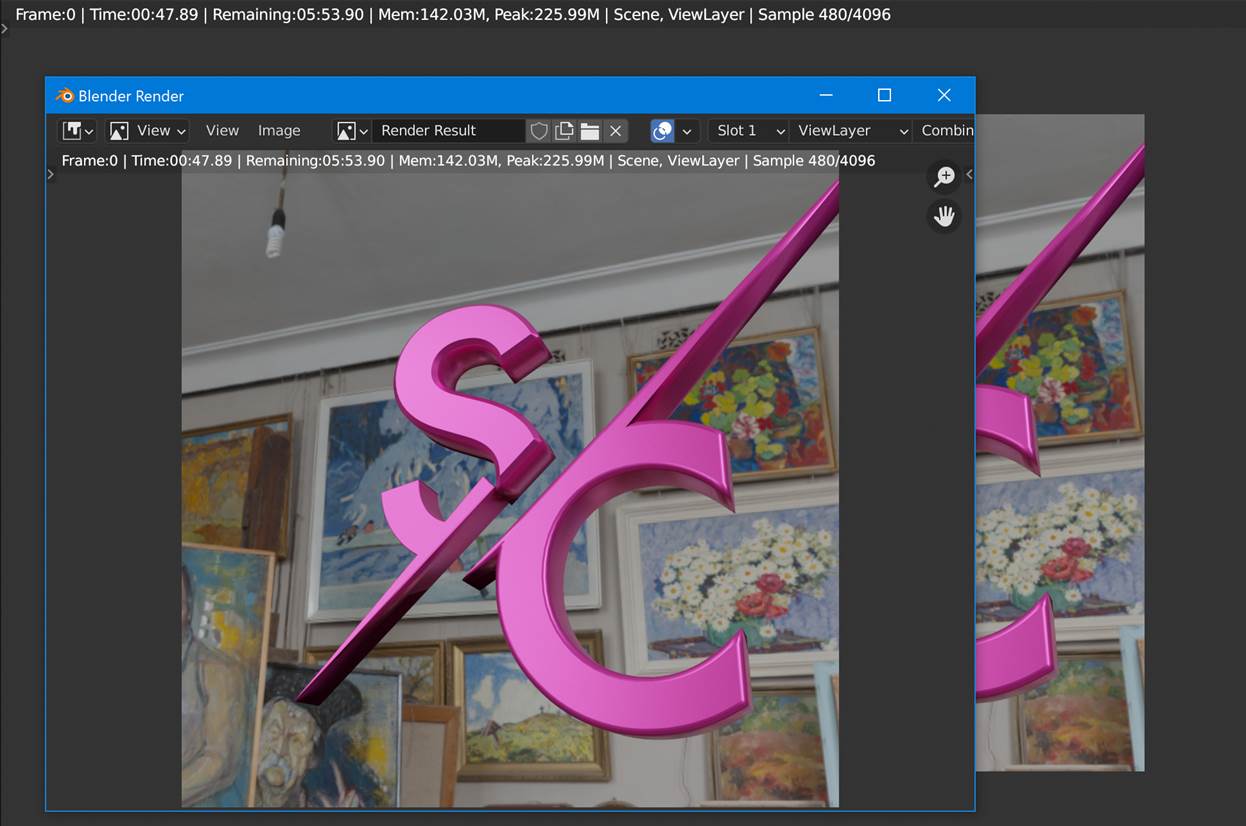 Frame:0 | Time:00:47.89 | Remaining:05:53.90 | Mem:142.03M, Peak:225.99M | Scene, ViewLayer | Sample 480/4096
Blender Render
View View Image Render Result Slot 1 ViewLayer Combin
Frame:0 | Time:00:47.89 | Remaining:05:53.90 | Mem:142.03M, Peak:225.99M | Scene, ViewLayer | Sample 480/4096
S
C